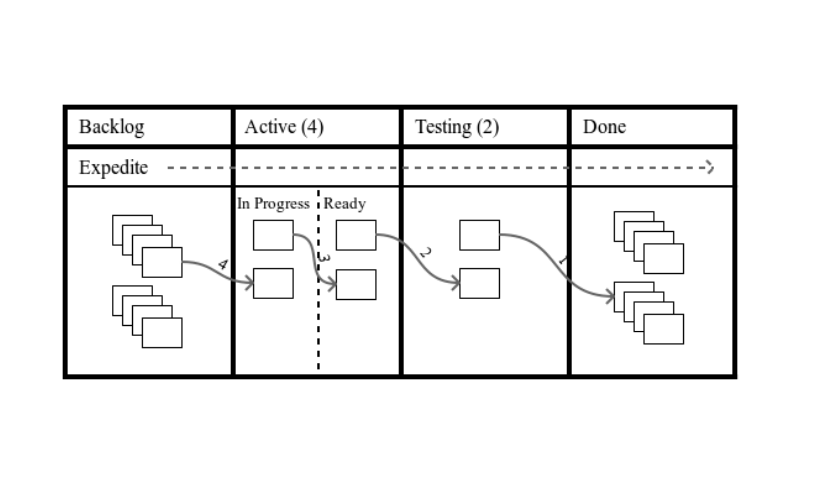 Backlog
Active (4)
Testing (2)
Done
Expedite
In Progress
Ready
4
3
2
1